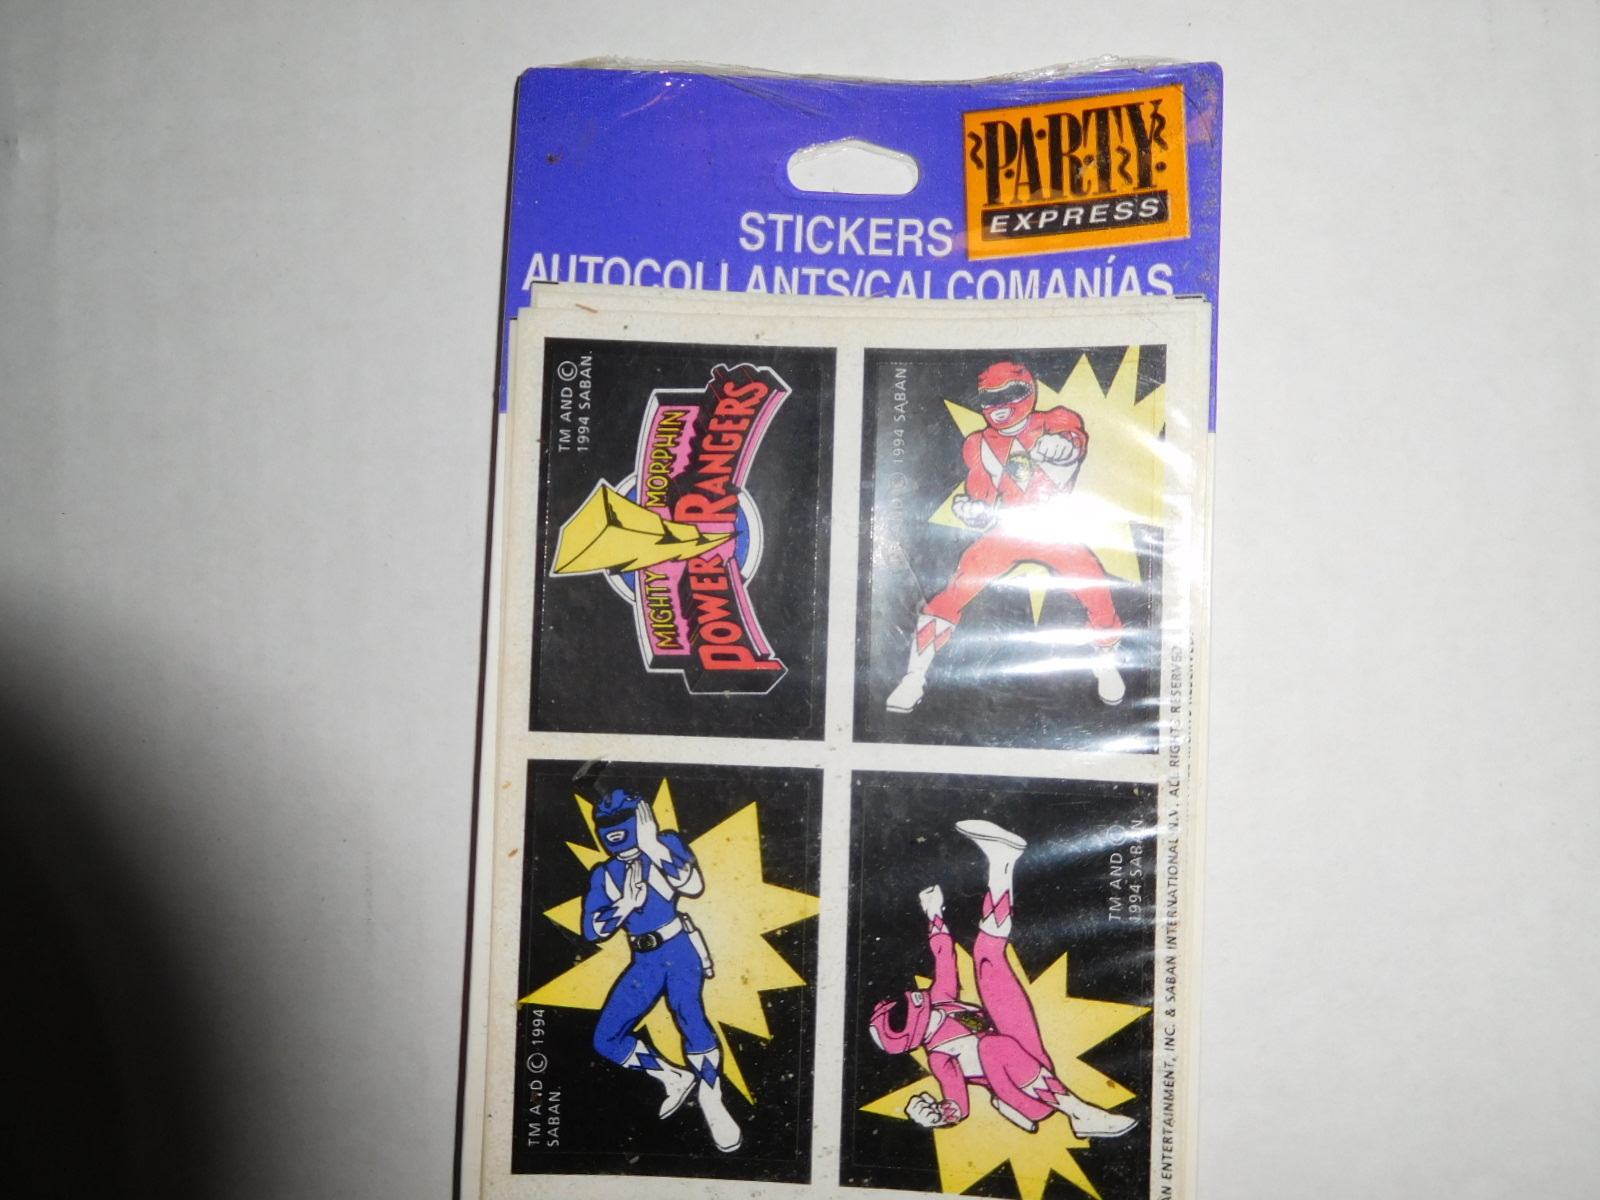 PARTY
EXPRESS
STICKERS
AUTOCOLLANTS/CALCOMANÍAS
TM AND ©
1994 SABAN.
MIGHTY MORPHIN
POWER RANGERS
© 1994 SABAN
TM AND © 1994
SABAN.
TM AND ©
1994 SABAN.
ENTERTAINMENT, INC. & SABAN INTERNATIONAL N.V. ALL RIGHTS RESERVED